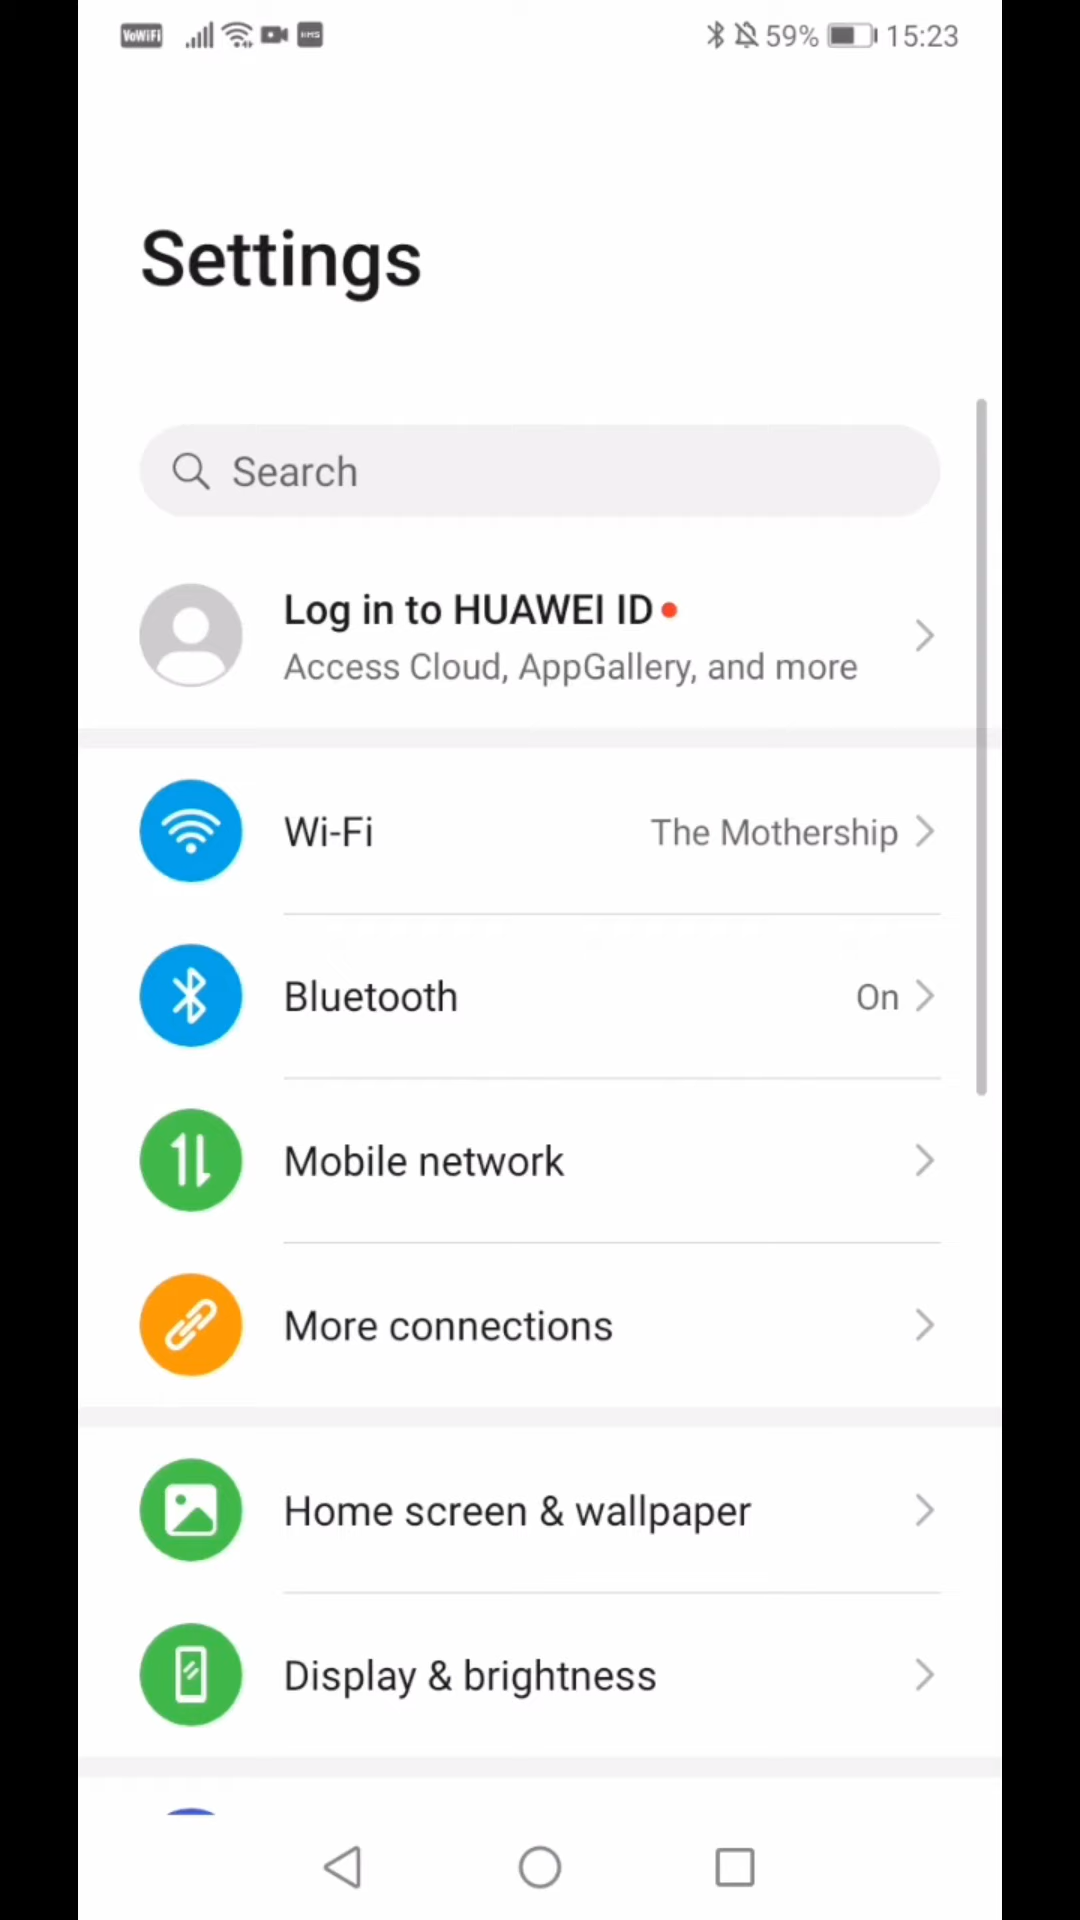 VoWiFi 59% 15:23
Settings
Search
Log in to HUAWEI ID
Access Cloud, AppGallery, and more
Wi-Fi The Mothership
Bluetooth On
Mobile network
More connections
Home screen & wallpaper
Display & brightness